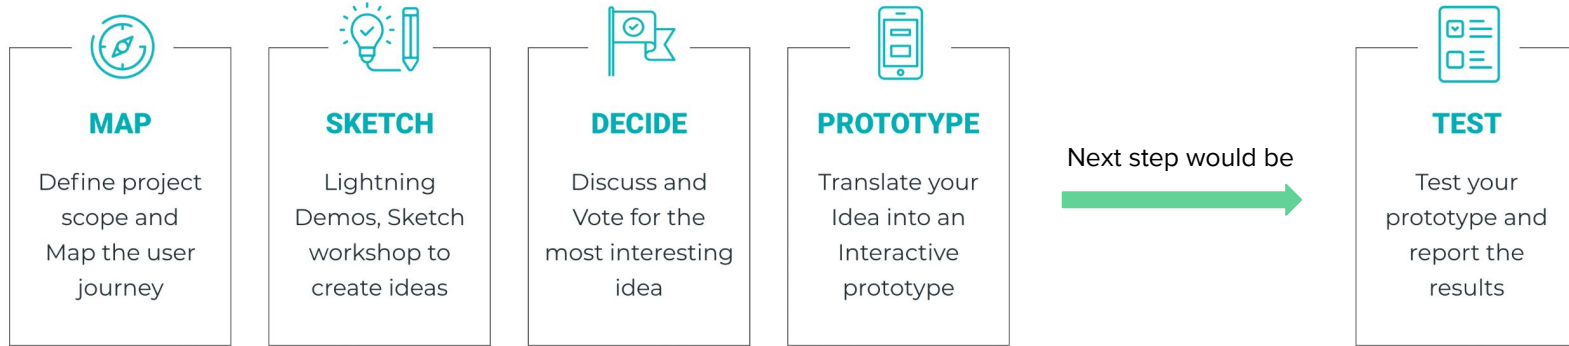 MAP
Define project
scope and
Map the user
journey
SKETCH
Lightning
Demos, Sketch
workshop to
create ideas
DECIDE
Discuss and
Vote for the
most interesting
idea
PROTOTYPE
Translate your
Idea into an
Interactive
prototype
Next step would be
TEST
Test your
prototype and
report the
results